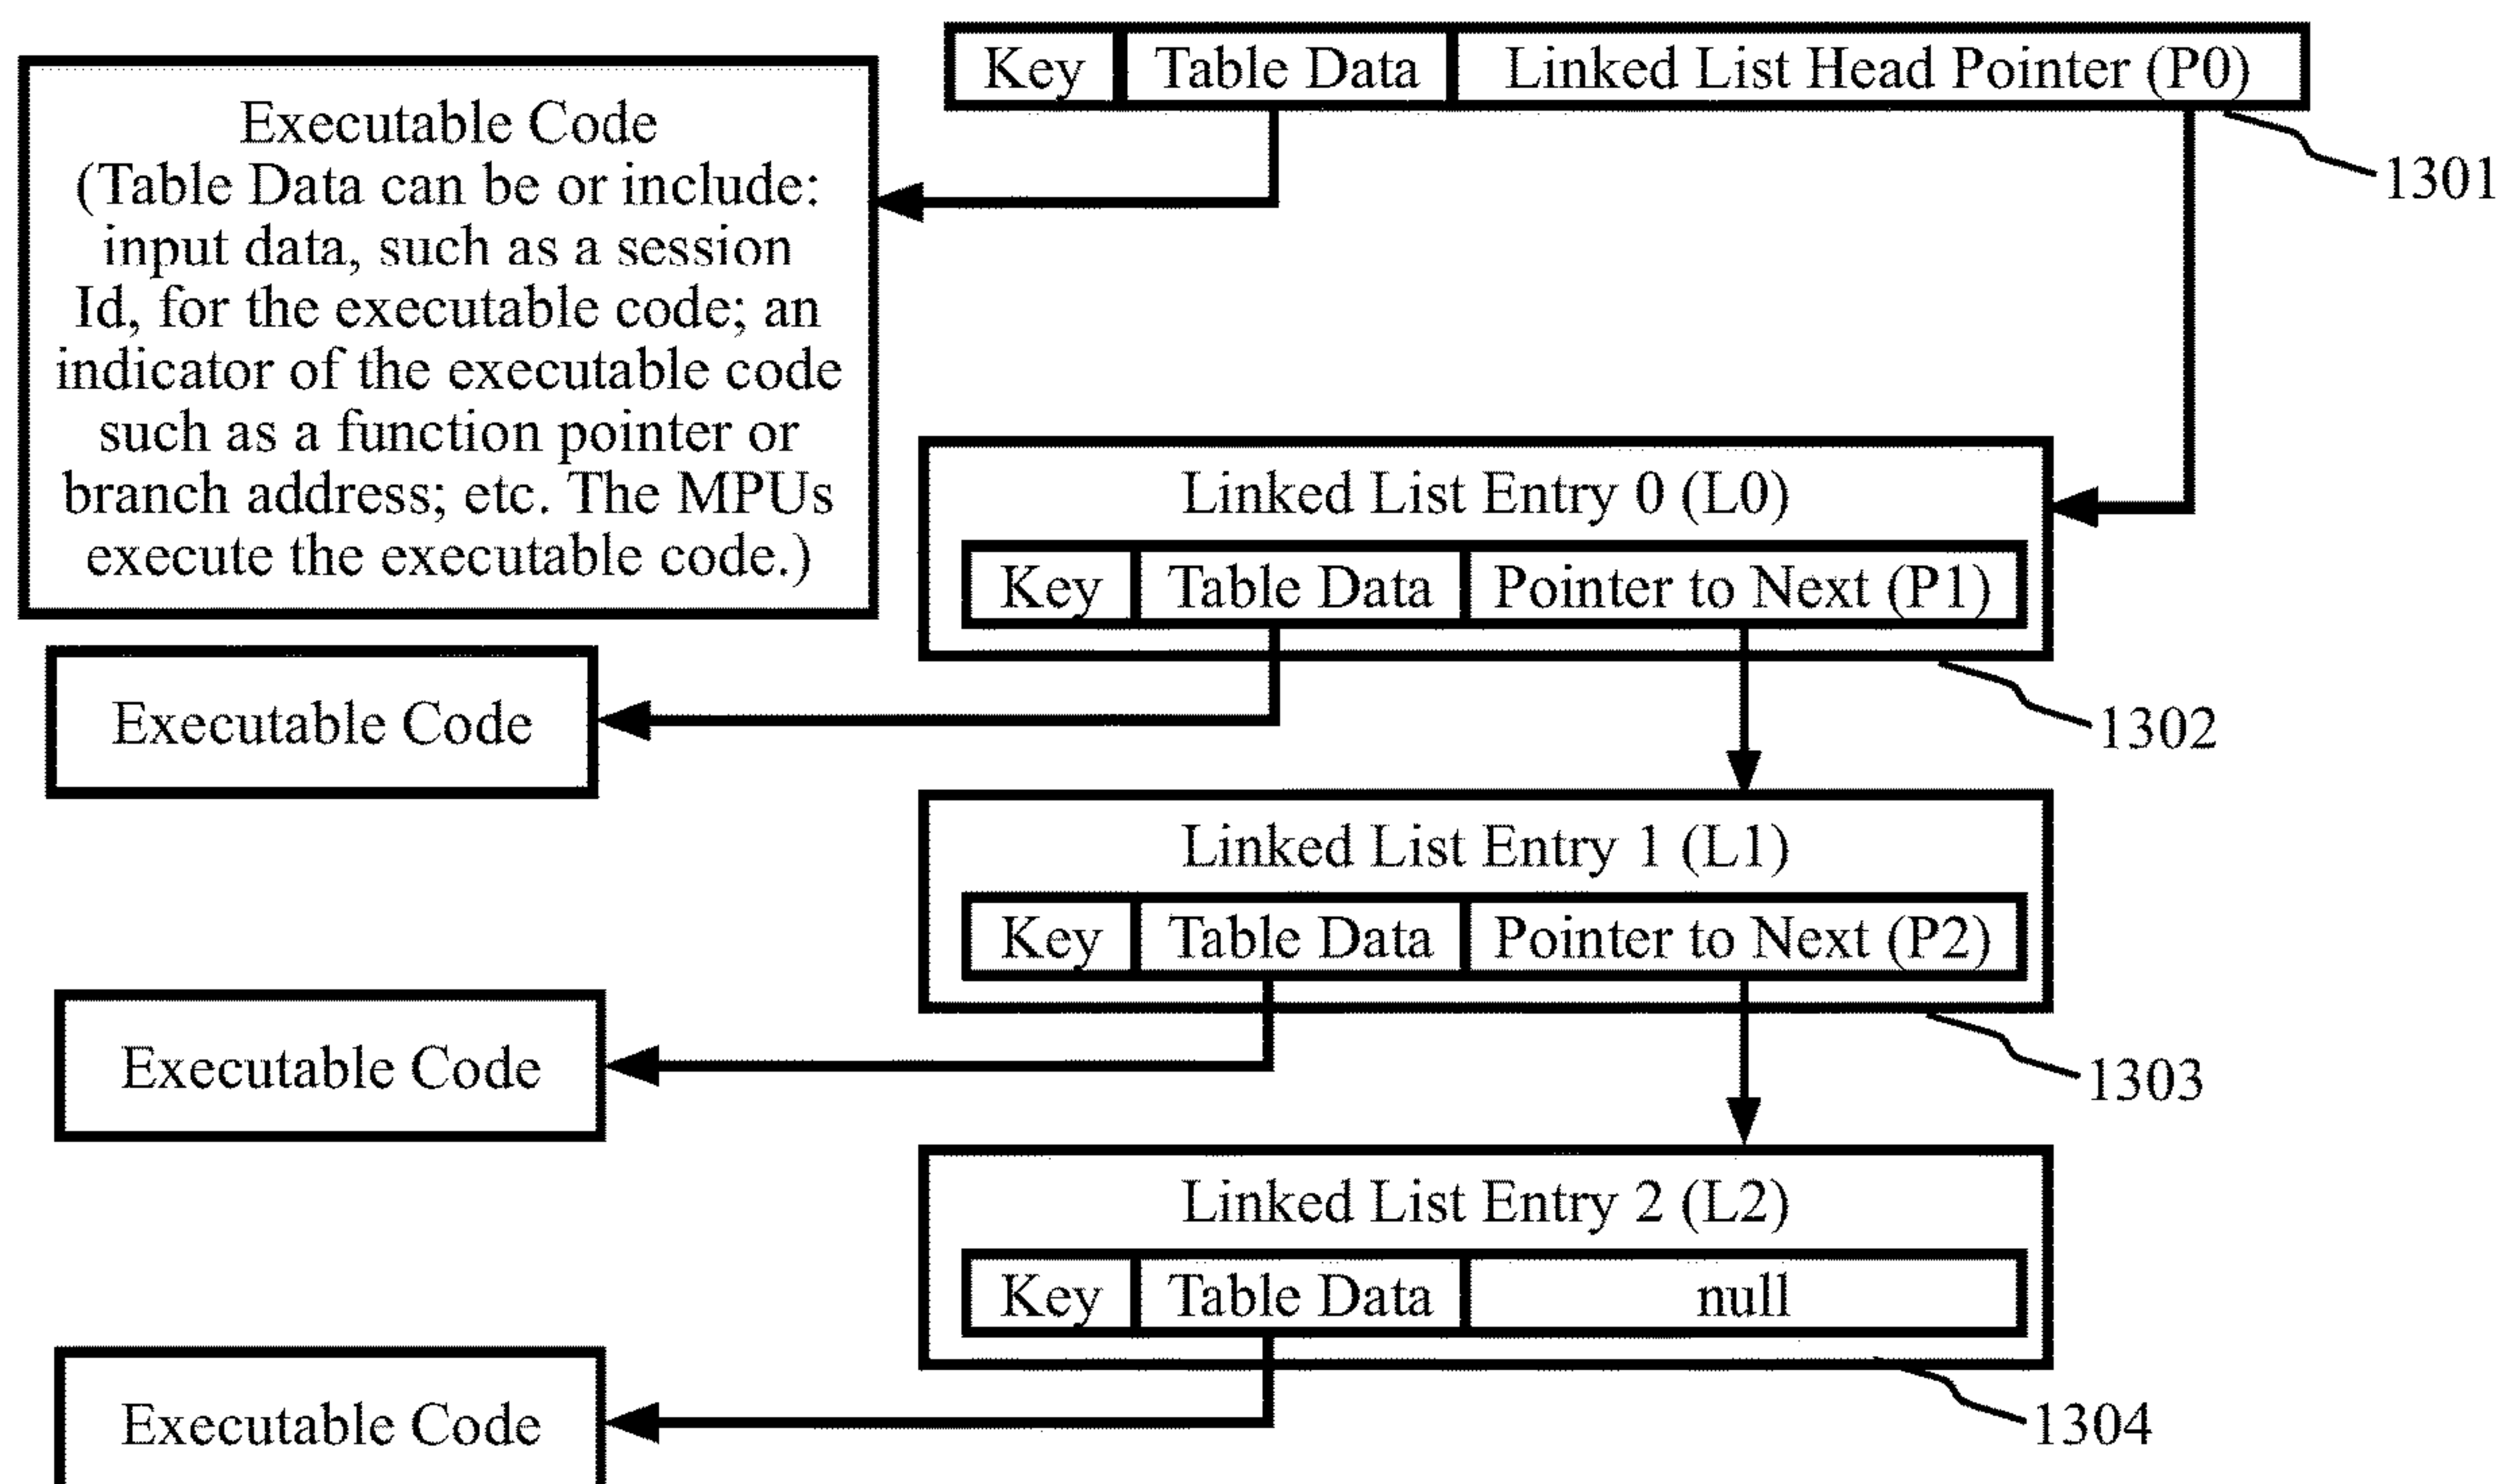 Key Table Data Linked List Head Pointer (P0)
1301
Executable Code
(Table Data can be or include:
input data, such as a session
Id, for the executable code; an
indicator of the executable code
such as a function pointer or
branch address; etc. The MPUs
execute the executable code.)
Linked List Entry 0 (L0)
Key Table Data Pointer to Next (P1)
1302
Executable Code
Linked List Entry 1 (L1)
Key Table Data Pointer to Next (P2)
1303
Executable Code
Linked List Entry 2 (L2)
Key Table Data null
1304
Executable Code